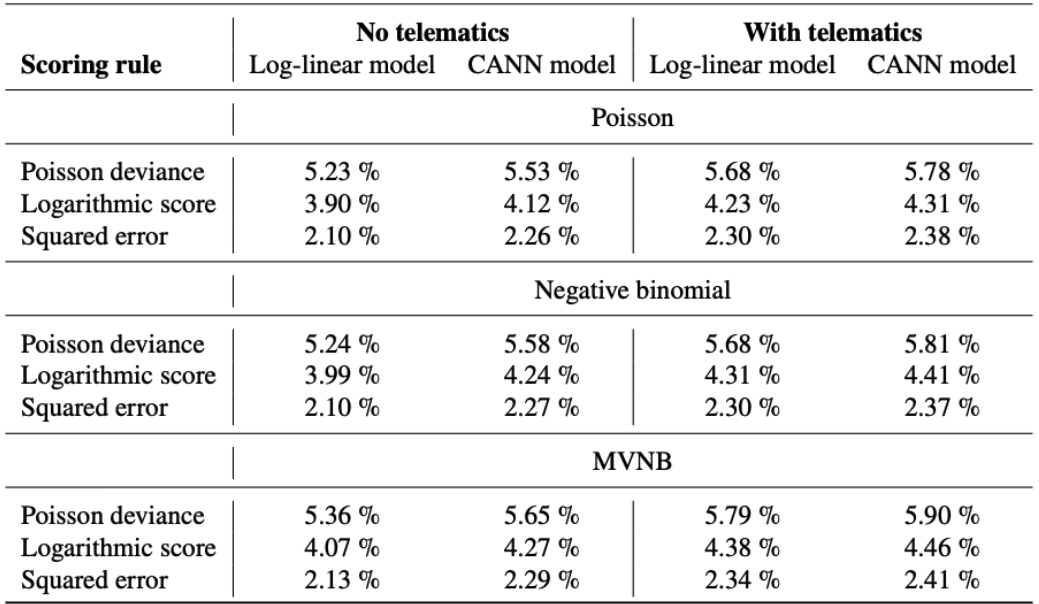 No telematics With telematics
Scoring rule Log-linear model CANN model Log-linear model CANN model
Poisson
Poisson deviance 5.23 % 5.53 % 5.68 % 5.78 %
Logarithmic score 3.90 % 4.12 % 4.23 % 4.31 %
Squared error 2.10 % 2.26 % 2.30 % 2.38 %
Negative binomial
Poisson deviance 5.24 % 5.58 % 5.68 % 5.81 %
Logarithmic score 3.99 % 4.24 % 4.31 % 4.41 %
Squared error 2.10 % 2.27 % 2.30 % 2.37 %
MVNB
Poisson deviance 5.36 % 5.65 % 5.79 % 5.90 %
Logarithmic score 4.07 % 4.27 % 4.38 % 4.46 %
Squared error 2.13 % 2.29 % 2.34 % 2.41 %